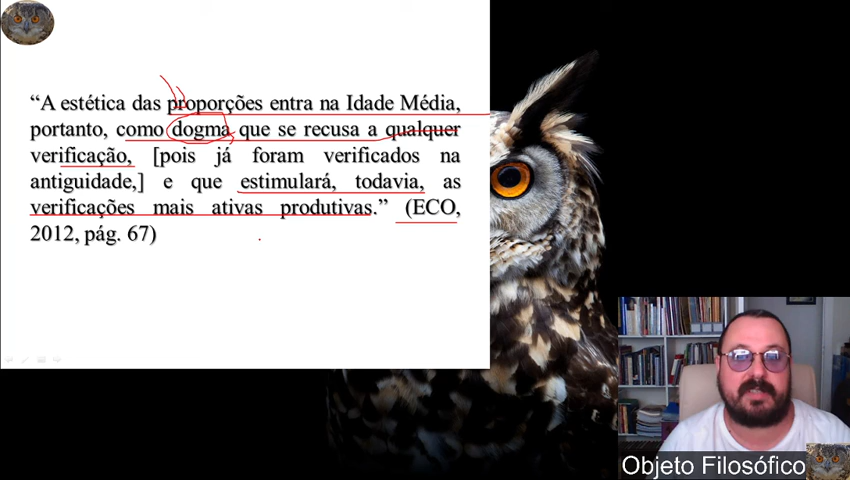 “A estética das proporções entra na Idade Média,
portanto, como dogma que se recusa a qualquer
verificação, [pois já foram verificados na
antiguidade,] e que estimulará, todavia, as
verificações mais ativas produtivas.” (ECO,
2012, pág. 67)
Objeto Filosófico